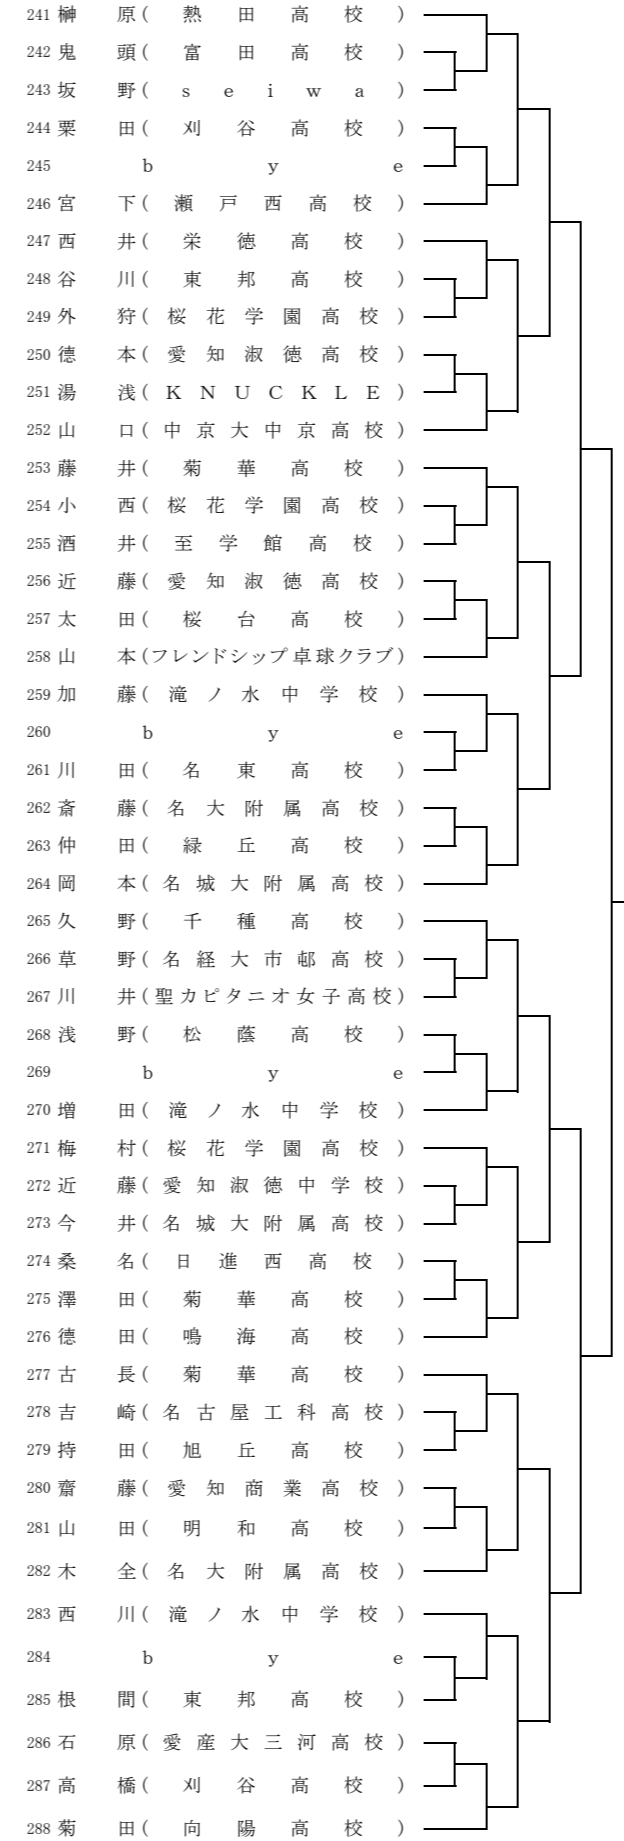 241 榊原(熱田高校)
242 鬼頭(富田高校)
243 坂野(seiwa)
244 栗田(刈谷高校)
245 bye
246 宮下(瀬戸西高校)
247 西井(栄徳高校)
248 谷川(東邦高校)
249 外狩(桜花学園高校)
250 德本(愛知淑徳高校)
251 湯浅(KNUCKLE)
252 山口(中京大中京高校)
253 藤井(菊華高校)
254 小西(桜花学園高校)
255 酒井(至学館高校)
256 近藤(愛知淑徳高校)
257 太田(桜台高校)
258 山本(フレンドシップ卓球クラブ)
259 加藤(滝ノ水中学校)
260 bye
261 川田(名東高校)
262 斎藤(名大附属高校)
263 仲田(緑丘高校)
264 岡本(名城大附属高校)
265 久野(千種高校)
266 草野(名経大市邨高校)
267 川井(聖カピタニオ女子高校)
268 浅野(松蔭高校)
269 bye
270 増田(滝ノ水中学校)
271 梅村(桜花学園高校)
272 近藤(愛知淑徳中学校)
273 今井(名城大附属高校)
274 桑名(日進西高校)
275 澤田(菊華高校)
276 德田(鳴海高校)
277 古長(菊華高校)
278 吉崎(名古屋工科高校)
279 持田(旭丘高校)
280 齋藤(愛知商業高校)
281 山田(明和高校)
282 木全(名大附属高校)
283 西川(滝ノ水中学校)
284 bye
285 根間(東邦高校)
286 石原(愛産大三河高校)
287 高橋(刈谷高校)
288 菊田(向陽高校)